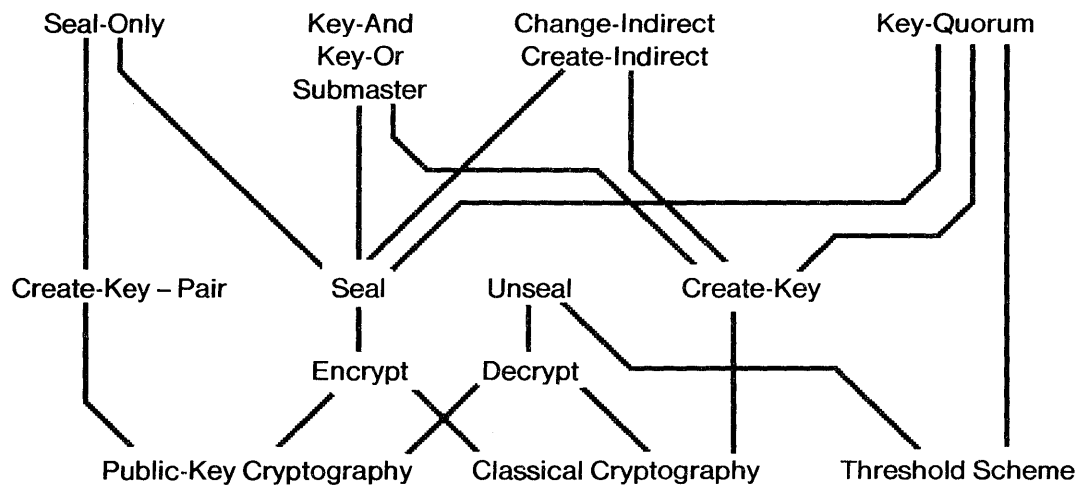 Seal-Only
Key-And
Key-Or
Submaster
Change-Indirect
Create-Indirect
Key-Quorum
Create-Key – Pair
Seal
Unseal
Create-Key
Encrypt
Decrypt
Public-Key Cryptography
Classical Cryptography
Threshold Scheme